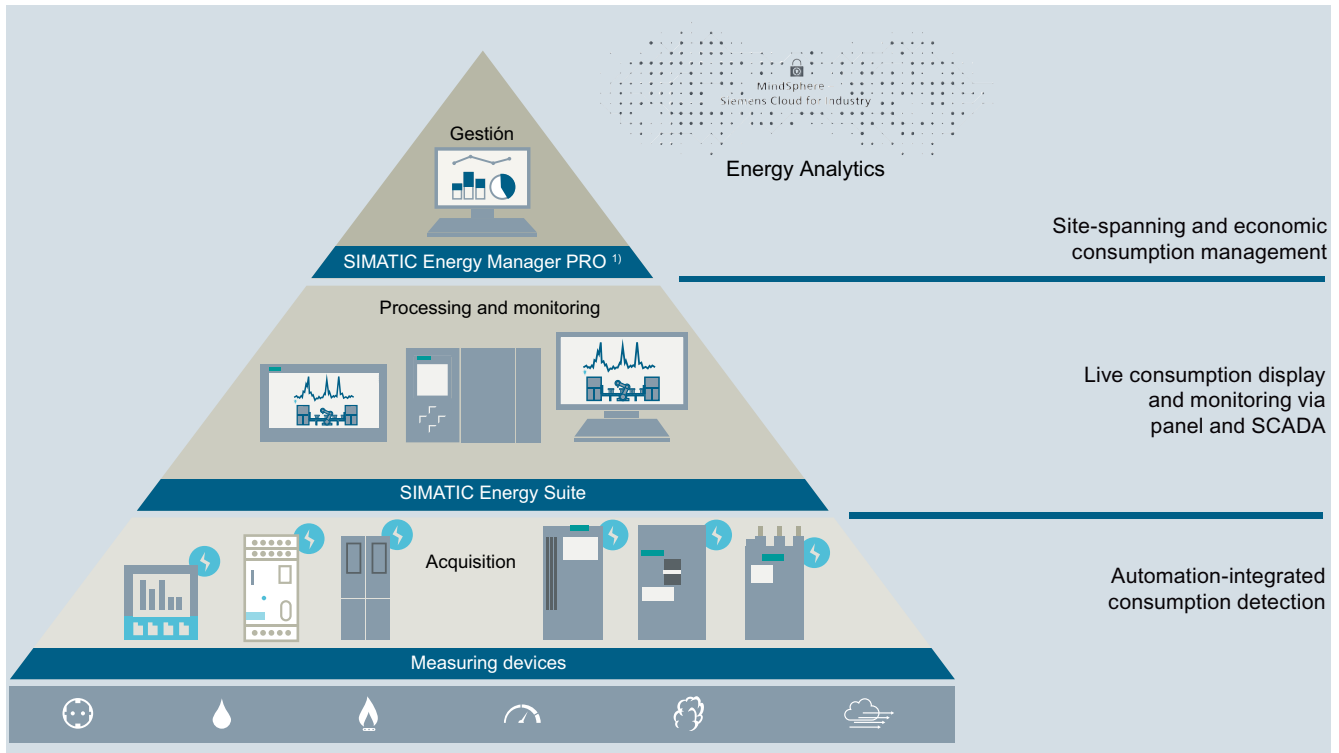 MindSphere
Siemens Cloud for Industry
Energy Analytics
Gestión
SIMATIC Energy Manager PRO 1)
Site-spanning and economic
consumption management
Processing and monitoring
Live consumption display
and monitoring via
panel and SCADA
SIMATIC Energy Suite
Acquisition
Automation-integrated
consumption detection
Measuring devices